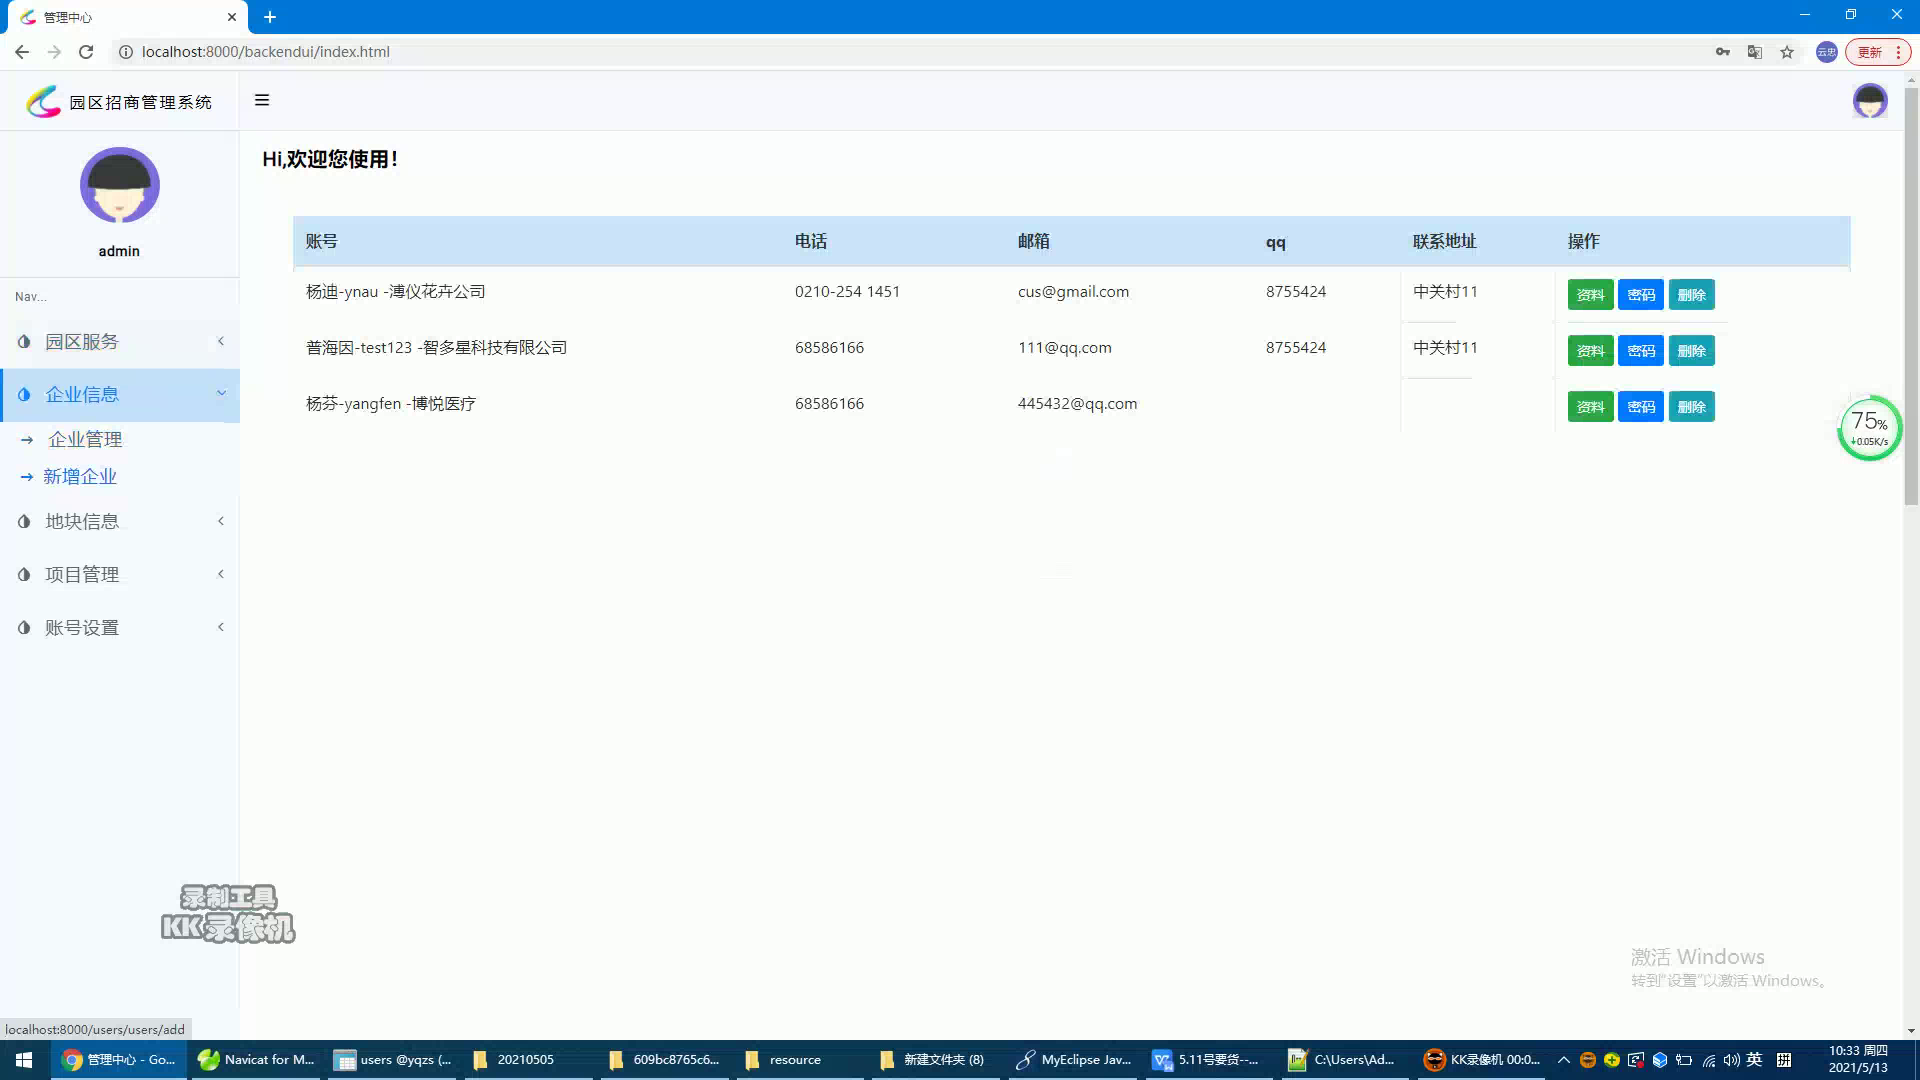 管理中心
localhost:8000/backendui/index.html
云忠
更新
园区招商管理系统
Hi,欢迎您使用!
admin
Nav...
园区服务
企业信息
企业管理
新增企业
地块信息
项目管理
账号设置
账号 电话 邮箱 qq 联系地址 操作
杨迪-ynau -溥仪花卉公司 0210-254 1451 cus@gmail.com 8755424 中关村11 资料 密码 删除
普海因-test123 -智多星科技有限公司 68586166 111@qq.com 8755424 中关村11 资料 密码 删除
杨芬-yangfen -博悦医疗 68586166 445432@qq.com 资料 密码 删除
75%
↓0.05K/s
录制工具
KK录像机
激活 Windows
转到"设置"以激活 Windows。
localhost:8000/users/users/add
管理中心 - Go...
Navicat for M...
users @yqzs (...
20210505
609bc8765c6...
resource
新建文件夹 (8)
MyEclipse Jav...
5.11号要货--...
C:\Users\Ad...
KK录像机 00:0...
英
拼
10:33 周四
2021/5/13